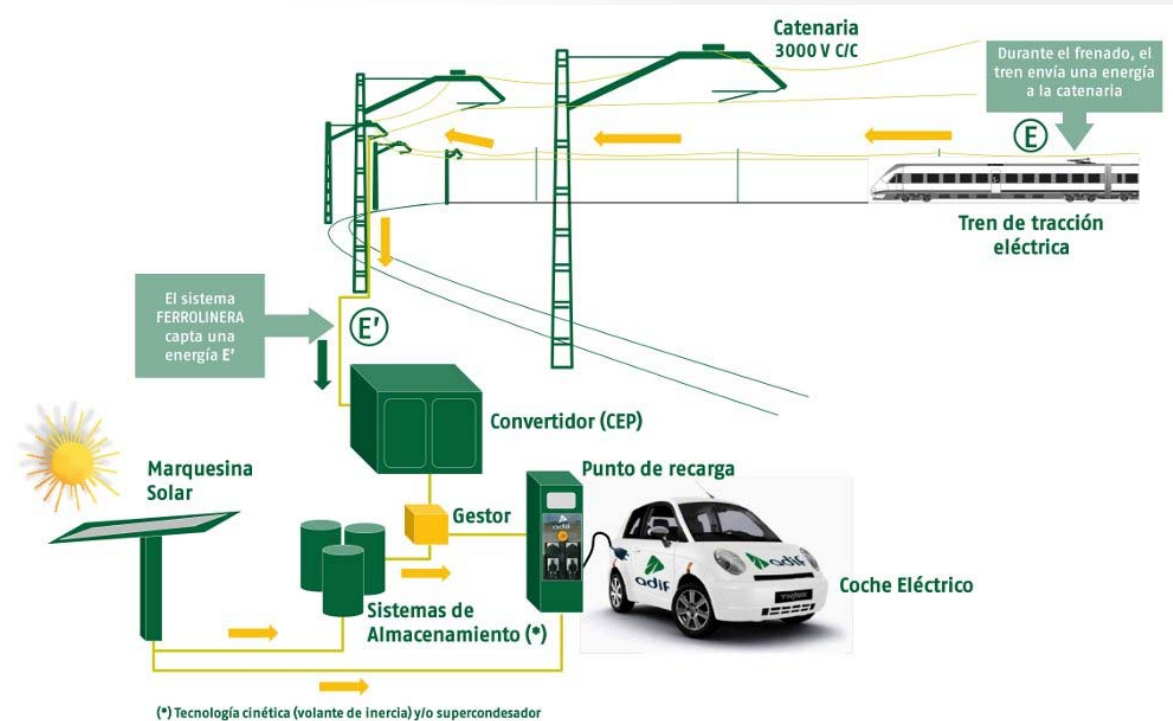 Catenaria
3000 V C/C
Durante el frenado, el
tren envía una energía
a la catenaria
E
Tren de tracción
eléctrica
El sistema
FERROLINERA
capta una
energía E'
E'
Convertidor (CEP)
Marquesina
Solar
Punto de recarga
Gestor
adif
adif
adif
Coche Eléctrico
Sistemas de
Almacenamiento (*)
(*) Tecnología cinética (volante de inercia) y/o supercondesador